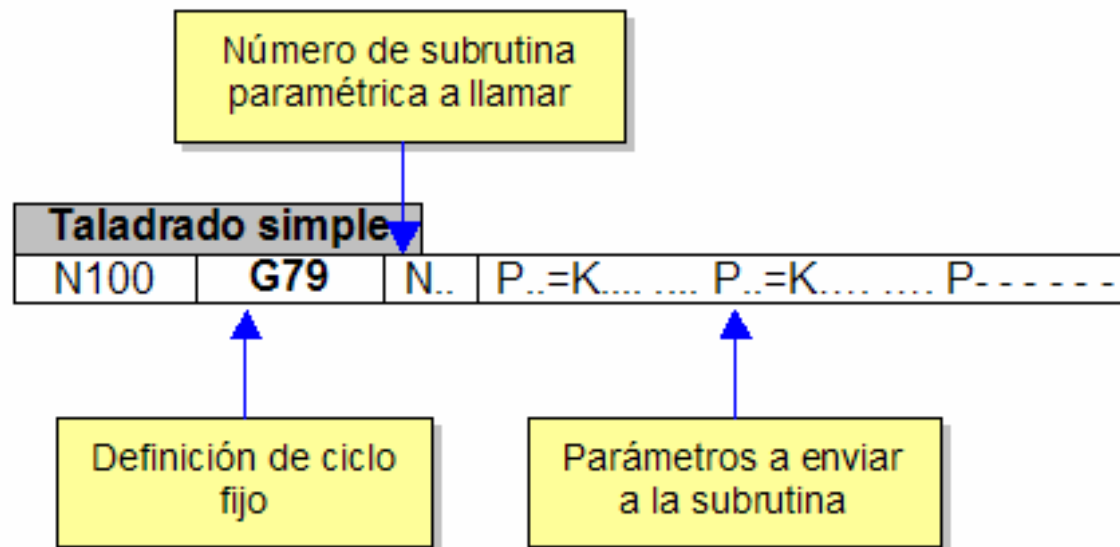 Número de subrutina
paramétrica a llamar
Taladrado simple
N100 G79 N.. P..=K.... .... P..=K.... .... P- - - - - -
Definición de ciclo
fijo
Parámetros a enviar
a la subrutina